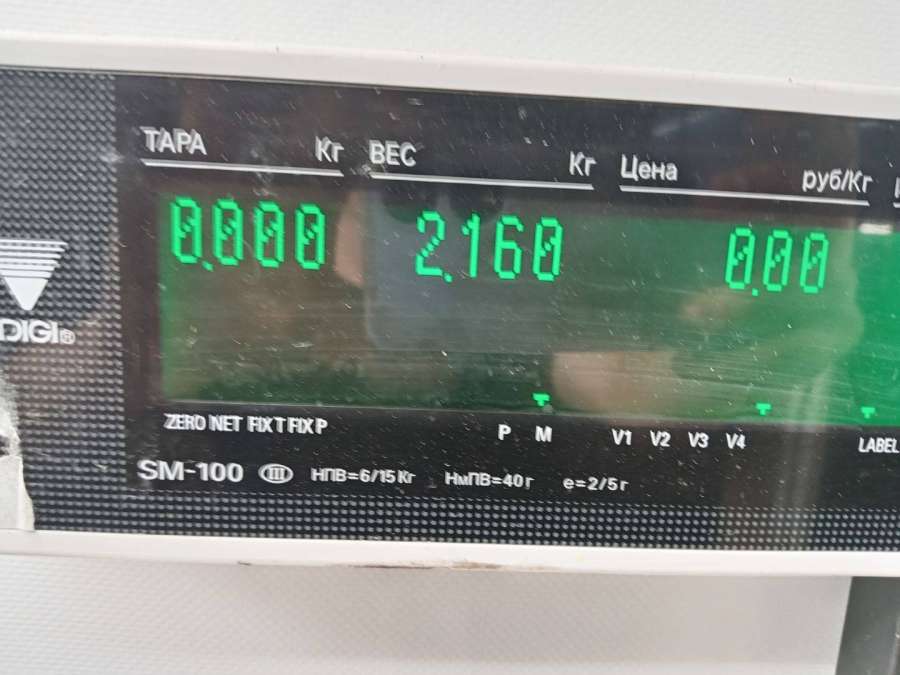 ТАРА Кг ВЕС Кг Цена руб/Кг
0.000 2.160 0.00
DIGI®
ZERO NET FIX T FIX P P M V1 V2 V3 V4 LABEL
SM-100 III НПВ=6/15 Кг НмПВ=40 г e=2/5 г